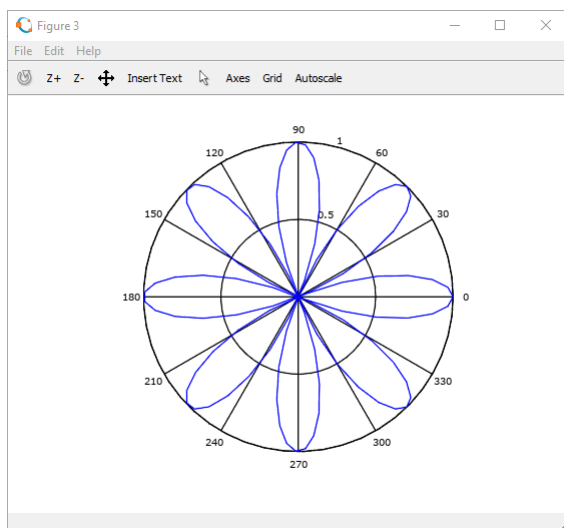 Figure 3
File Edit Help
Z+ Z- Insert Text Axes Grid Autoscale
90
120 1 60
150 0.5 30
180 0
210 330
240 300
270